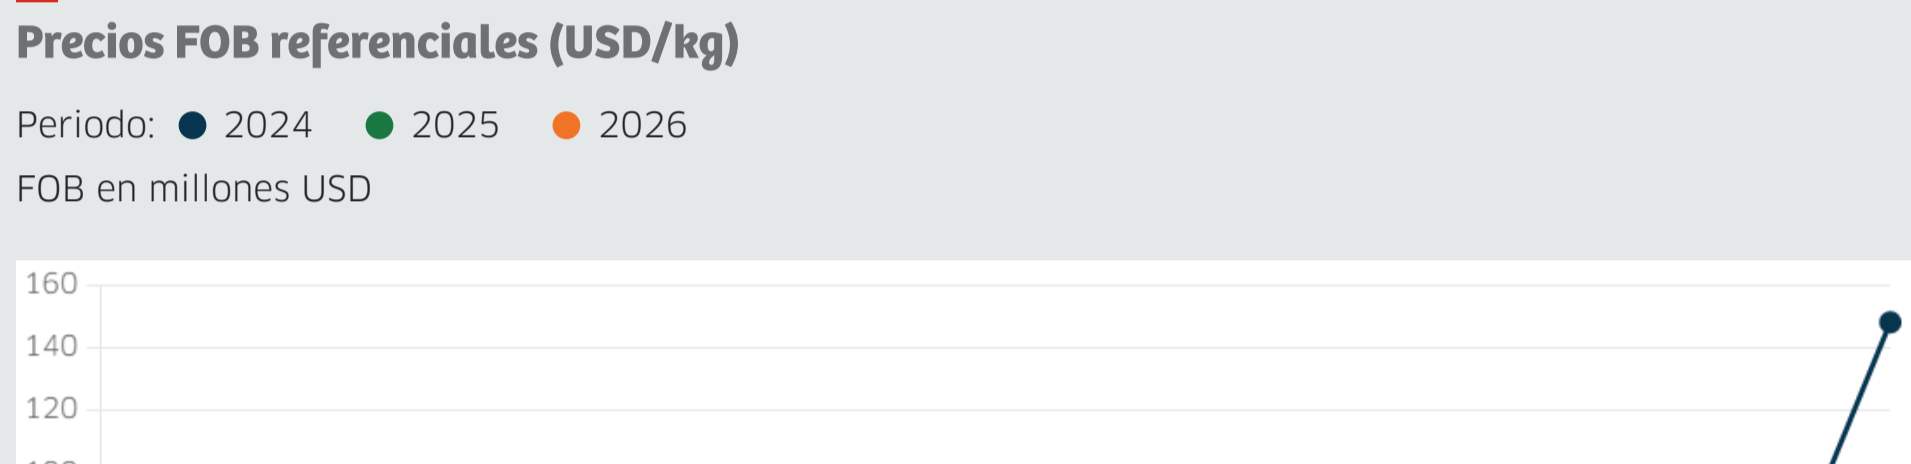 Precios FOB referenciales (USD/kg)
Periodo: 2024 2025 2026
FOB en millones USD
160
140
120